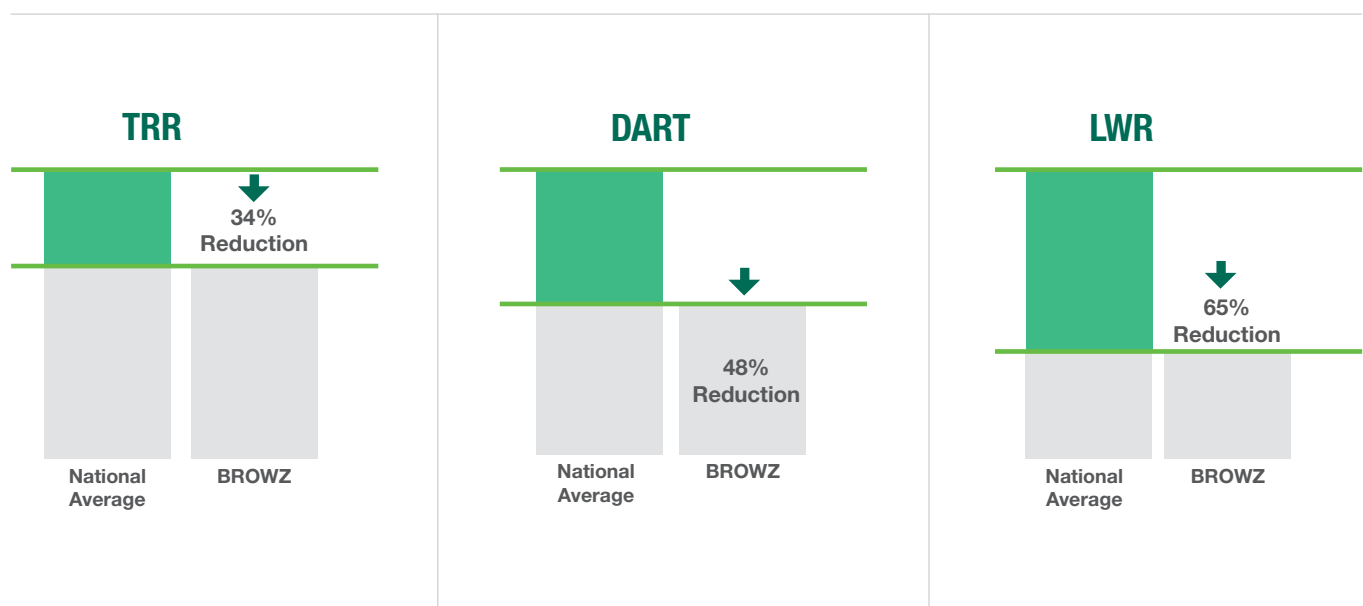 TRR
34%
Reduction
National
Average
BROWZ
DART
48%
Reduction
National
Average
BROWZ
LWR
65%
Reduction
National
Average
BROWZ